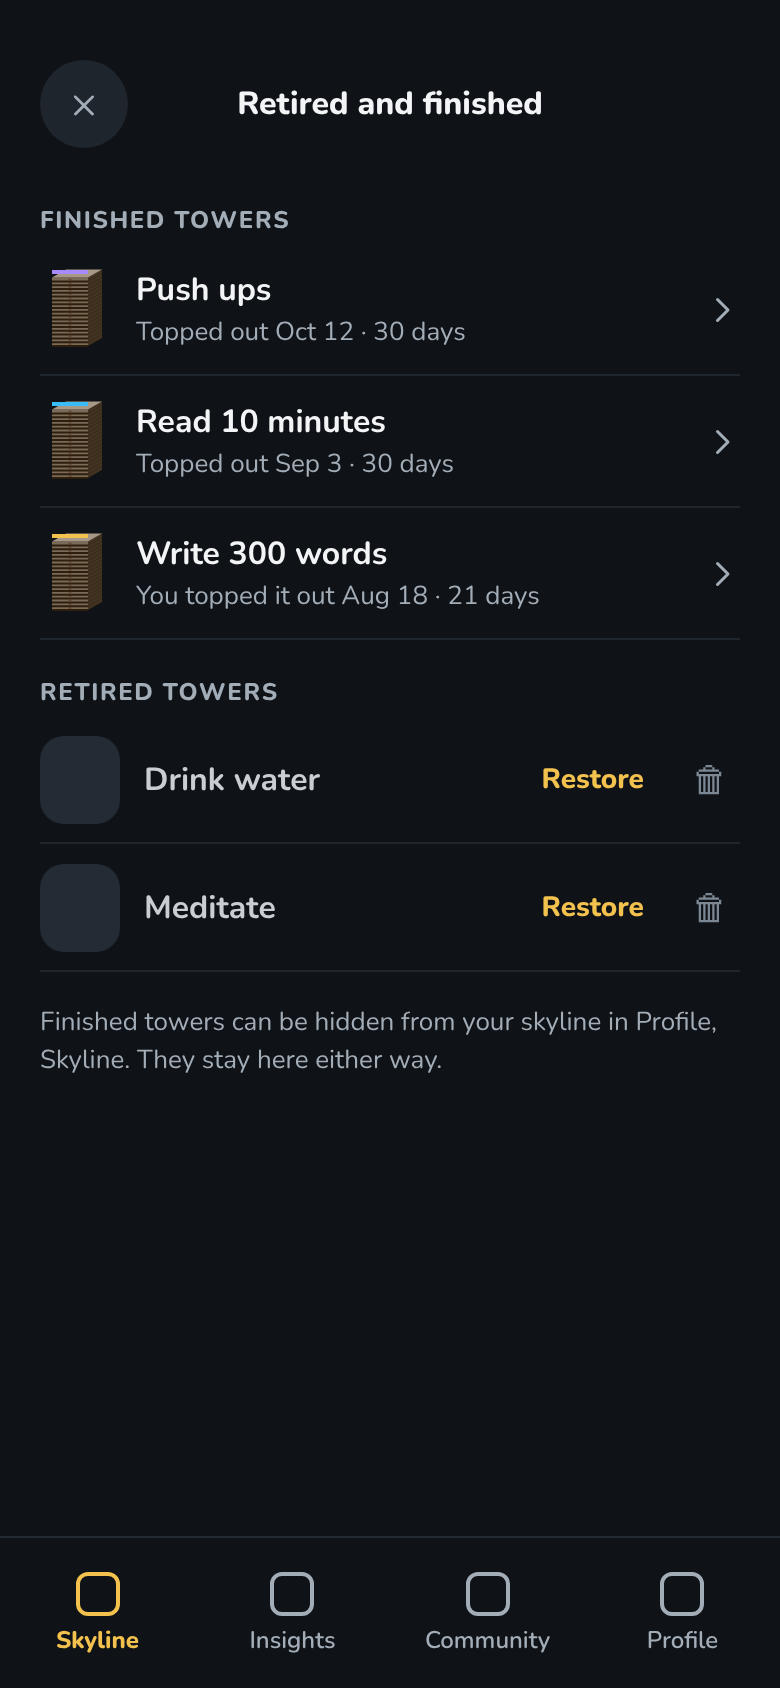 Retired and finished
FINISHED TOWERS
Push ups
Topped out Oct 12 · 30 days
Read 10 minutes
Topped out Sep 3 · 30 days
Write 300 words
You topped it out Aug 18 · 21 days
RETIRED TOWERS
Drink water
Restore
Meditate
Restore
Finished towers can be hidden from your skyline in Profile,
Skyline. They stay here either way.
Skyline
Insights
Community
Profile